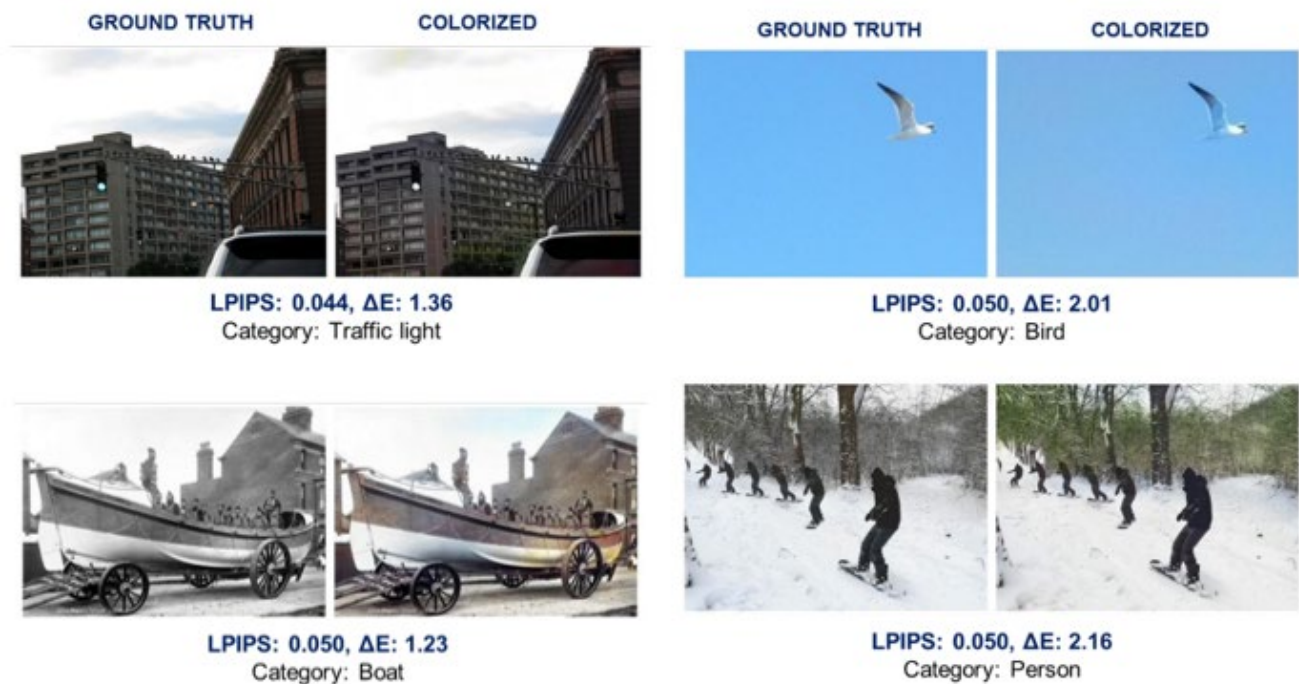 GROUND TRUTH
COLORIZED
GROUND TRUTH
COLORIZED
LPIPS: 0.044, ΔE: 1.36
Category: Traffic light
LPIPS: 0.050, ΔE: 2.01
Category: Bird
LPIPS: 0.050, ΔE: 1.23
Category: Boat
LPIPS: 0.050, ΔE: 2.16
Category: Person